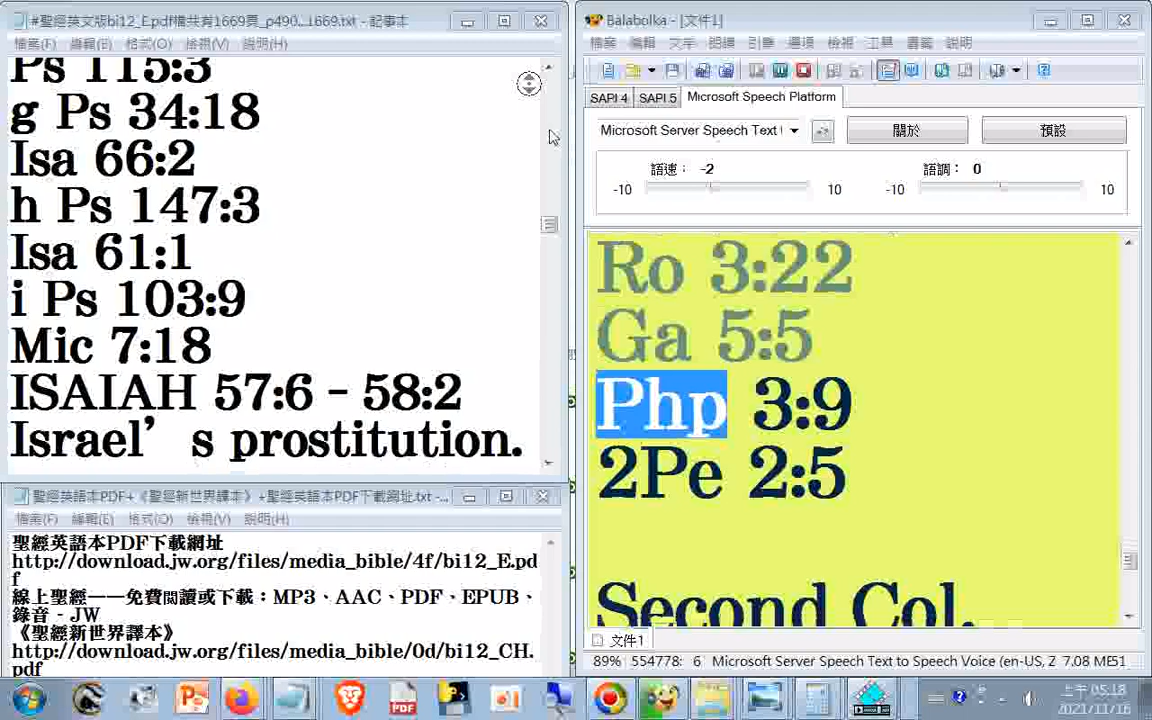 #聖經英文版bi12_E.pdf檔共有1669頁_p490...1669.txt - 記事本
檔案(F) 編輯(E) 格式(O) 檢視(V) 說明(H)
Ps 115:3
g Ps 34:18
Isa 66:2
h Ps 147:3
Isa 61:1
i Ps 103:9
Mic 7:18
ISAIAH 57:6 - 58:2
Israel’s prostitution.
聖經英語本PDF+《聖經新世界譯本》+聖經英語本PDF下載網址.txt -...
檔案(F) 編輯(E) 格式(O) 檢視(V) 說明(H)
聖經英語本PDF下載網址
http://download.jw.org/files/media_bible/4f/bi12_E.pd
f
線上聖經——免費閱讀或下載：MP3、AAC、PDF、EPUB、
錄音 - JW
《聖經新世界譯本》
http://download.jw.org/files/media_bible/0d/bi12_CH.
pdf
Balabolka - [文件1]
檔案 編輯 文字 朗讀 引擎 選項 檢視 工具 書籤 說明
SAPI 4 SAPI 5 Microsoft Speech Platform
Microsoft Server Speech Text 關於 預設
語速： -2 語調： 0
-10 10 -10 10
Ro 3:22
Ga 5:5
Php 3:9
2Pe 2:5
Second Col.
文件1
89% 554778: 6 Microsoft Server Speech Text to Speech Voice (en-US, Z 7.08 ME51
PDF
上午 05:18
2021/11/16